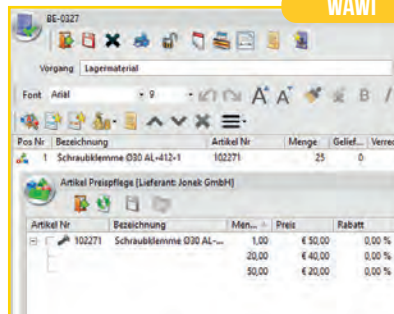 WAWI
BE-0327
Vorgang Lagermaterial
Font Arial 9 A A B I
Pos Nr Bezeichnung Artikel Nr Menge Gelief... Verrec
1 Schraubklemme Ø30 AL-412-1 102271 25 0
Artikel Preispflege [Lieferant: Jonek GmbH]
Artikel Nr Bezeichnung Men... Preis Rabatt
102271 Schraubklemme Ø30 AL-... 1,00 € 50,00 0,00 %
20,00 € 40,00 0,00 %
50,00 € 20,00 0,00 %